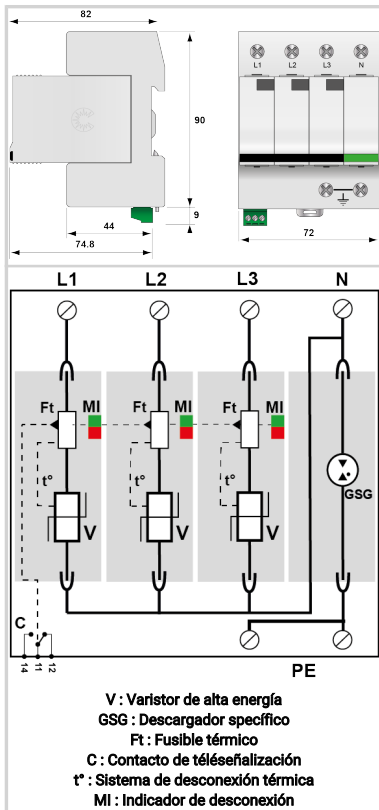 82
L1 L2 L3 N
90
9
44
74.8
72
L1 L2 L3 N
Ft MI Ft MI Ft MI
t° t° t°
GSG
V V V
C
14 11 12
PE
V : Varistor de alta energía
GSG : Descargador specífico
Ft : Fusible térmico
C : Contacto de téléseñalización
t° : Sistema de desconexión térmica
MI : Indicador de desconexión